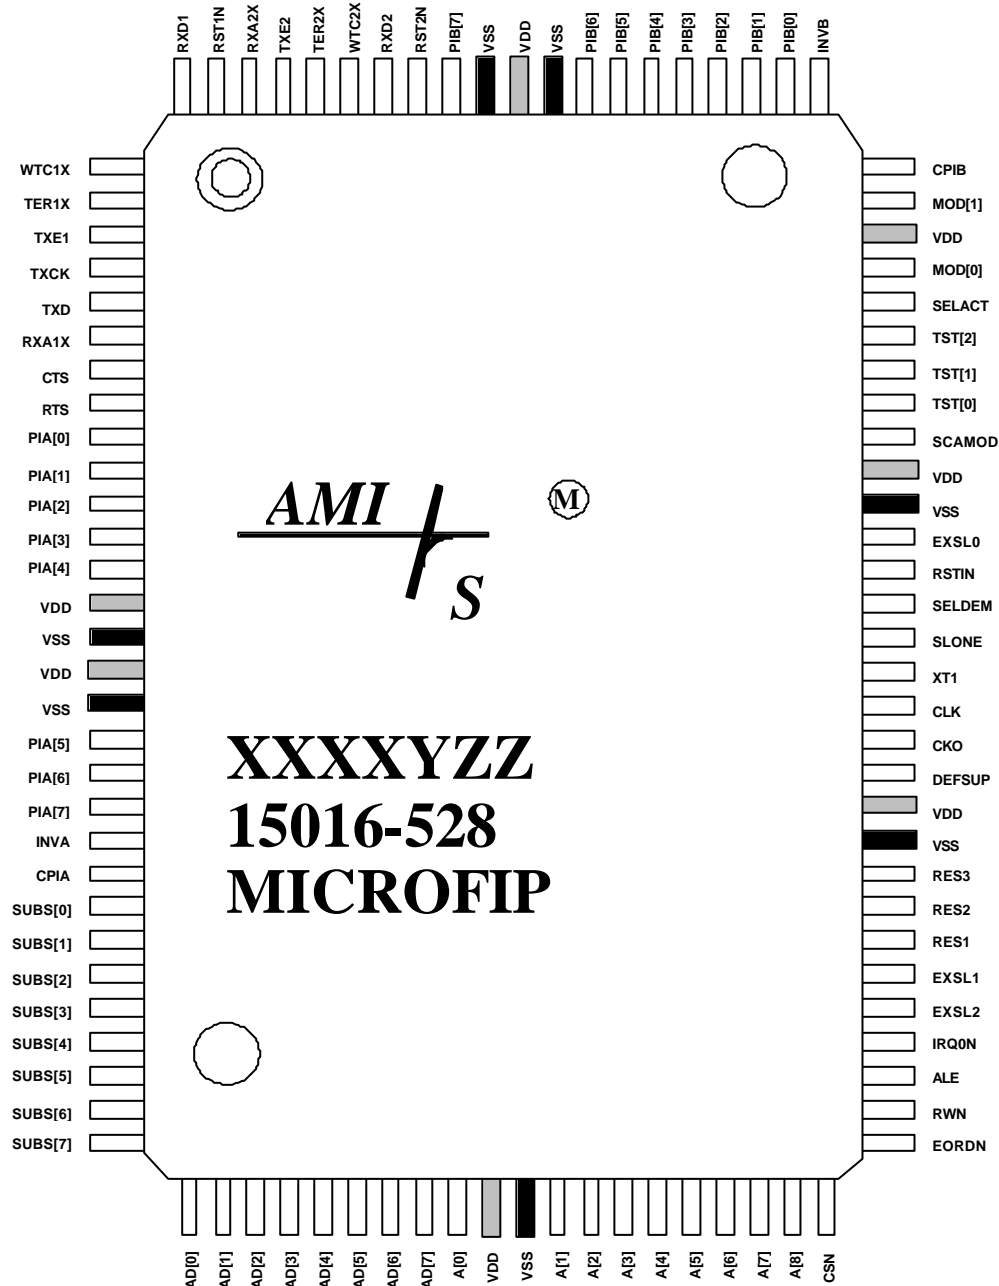 RXD1
RST1N
RXA2X
TXE2
TER2X
WTC2X
RXD2
RST2N
PIB[7]
VSS
VDD
VSS
PIB[6]
PIB[5]
PIB[4]
PIB[3]
PIB[2]
PIB[1]
PIB[0]
INVB
WTC1X
TER1X
TXE1
TXCK
TXD
RXA1X
CTS
RTS
PIA[0]
PIA[1]
PIA[2]
PIA[3]
PIA[4]
VDD
VSS
VDD
VSS
PIA[5]
PIA[6]
PIA[7]
INVA
CPIA
SUBS[0]
SUBS[1]
SUBS[2]
SUBS[3]
SUBS[4]
SUBS[5]
SUBS[6]
SUBS[7]
AMI
S
M
XXXXYZZ
15016-528
MICROFIP
CPIB
MOD[1]
VDD
MOD[0]
SELACT
TST[2]
TST[1]
TST[0]
SCAMOD
VDD
VSS
EXSL0
RSTIN
SELDEM
SLONE
XT1
CLK
CKO
DEFSUP
VDD
VSS
RES3
RES2
RES1
EXSL1
EXSL2
IRQ0N
ALE
RWN
EORDN
AD[0]
AD[1]
AD[2]
AD[3]
AD[4]
AD[5]
AD[6]
AD[7]
A[0]
VDD
VSS
A[1]
A[2]
A[3]
A[4]
A[5]
A[6]
A[7]
A[8]
CSN